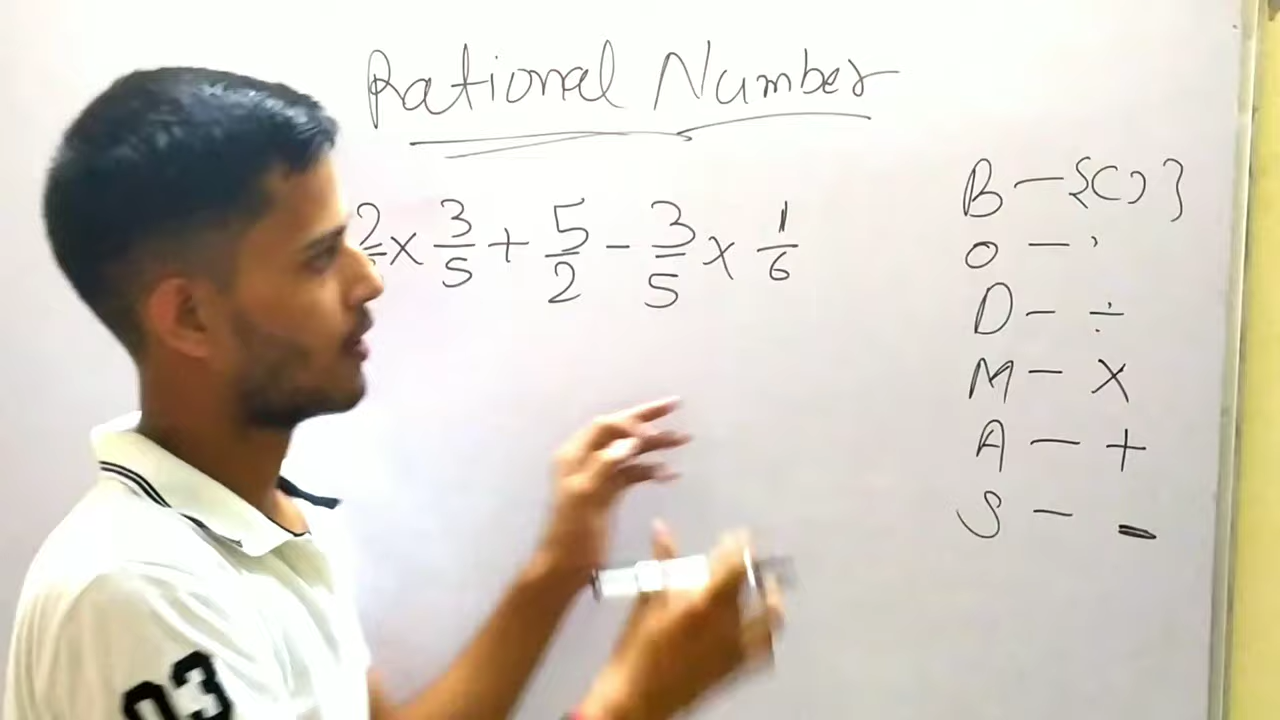 Rational Number
2 × 3/5 + 5/2 - 3/5 × 1/6
B - {( )}
O - '
D - ÷
M - ×
A - +
S - -
03